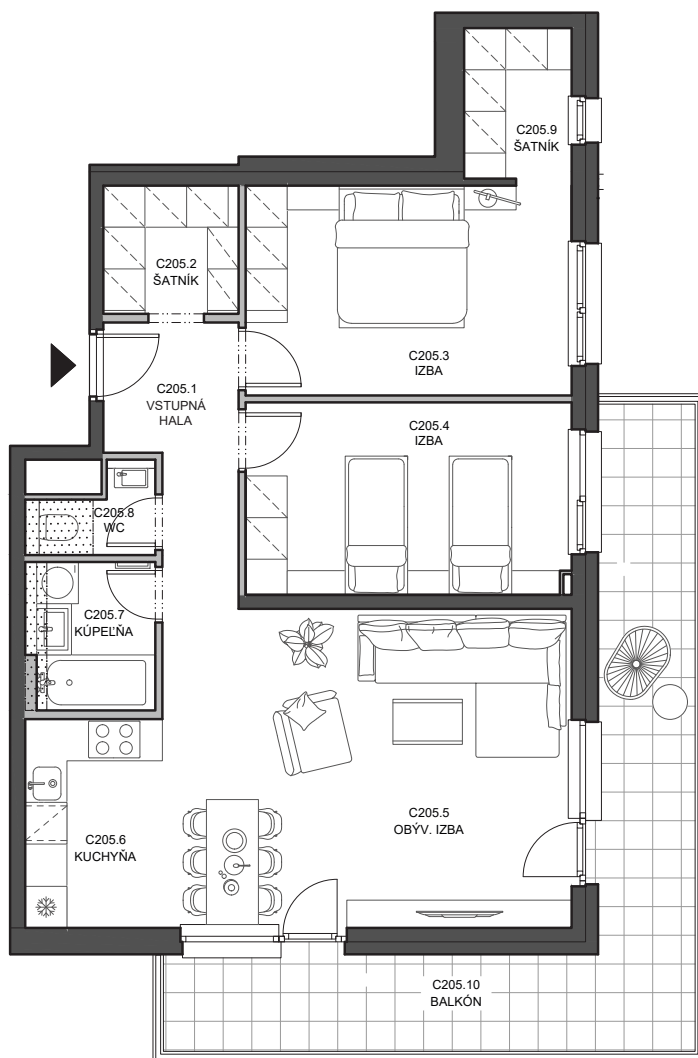 C205.9
ŠATNÍK
C205.2
ŠATNÍK
C205.3
IZBA
C205.1
VSTUPNÁ
HALA
C205.4
IZBA
C205.8
WC
C205.7
KÚPEĽŇA
C205.5
OBÝV. IZBA
C205.6
KUCHYŇA
C205.10
BALKÓN